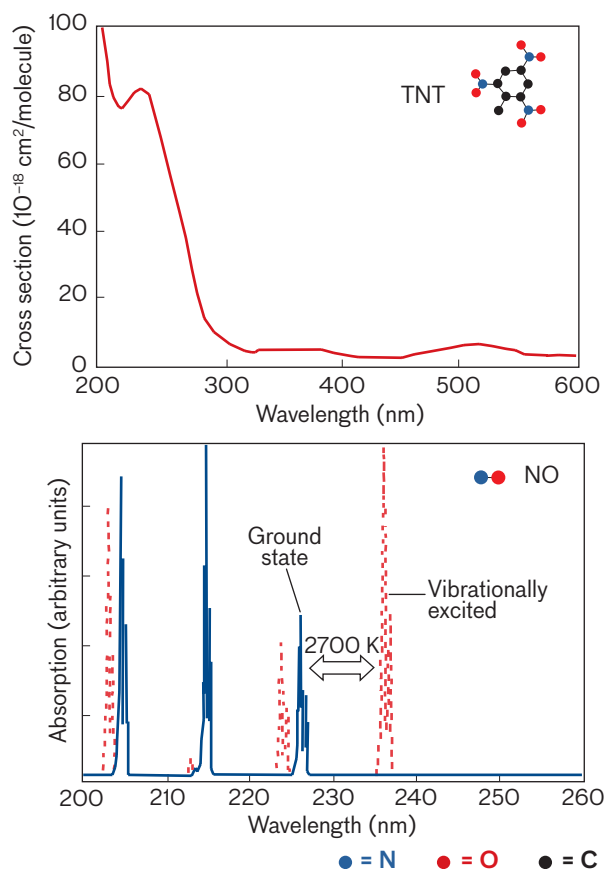 100
80
60
40
20
0
Cross section (10⁻¹⁸ cm²/molecule)
TNT
200 300 400 500 600
Wavelength (nm)
NO
Ground
state
Vibrationally
excited
2700 K
Absorption (arbitrary units)
200 210 220 230 240 250 260
Wavelength (nm)
= N = O = C